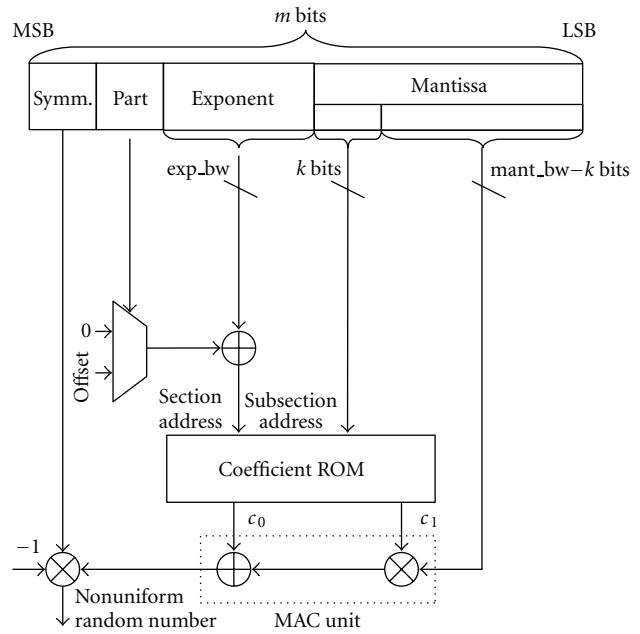 m bits
MSB
LSB
Symm.
Part
Exponent
Mantissa
exp_bw
k bits
mant_bw−k bits
0
Offset
Section
address
Subsection
address
Coefficient ROM
c0
c1
−1
Nonuniform
random number
MAC unit